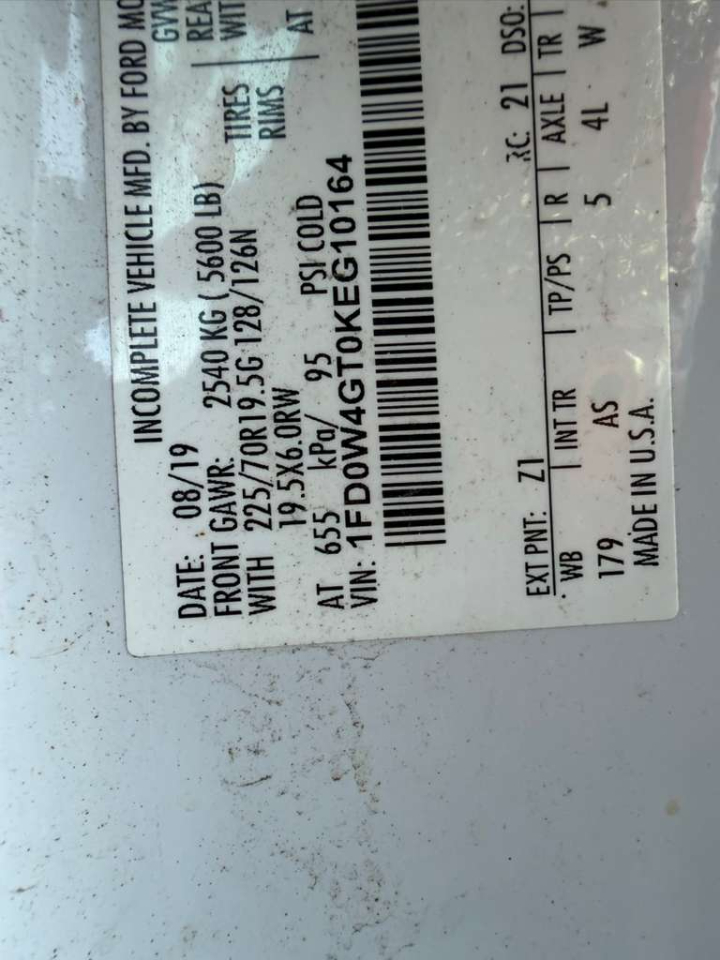 INCOMPLETE VEHICLE MFD. BY FORD MO
DATE: 08/19 GVW
FRONT GAWR: 2540 KG ( 5600 LB) REA
WITH 225/70R19.5G 128/126N TIRES WIT
19.5X6.0RW RIMS
AT 655 kPa/ 95 PSI COLD AT
VIN: 1FD0W4GT0KEG10164
EXT PNT: Z1 RC: 21 DSO:
WB INT TR TP/PS R AXLE TR
179 AS 5 4L W
MADE IN U.S.A.